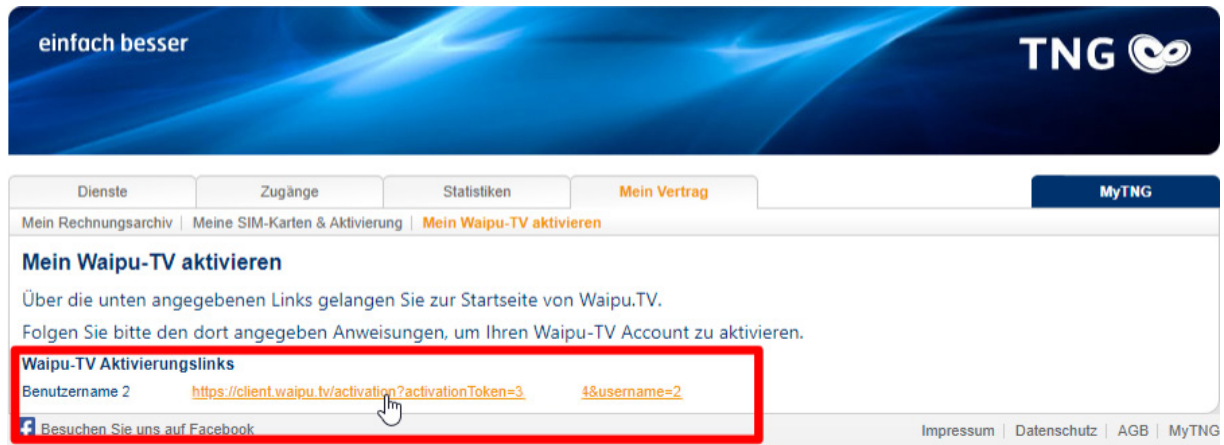 einfach besser
TNG
Dienste Zugänge Statistiken Mein Vertrag MyTNG
Mein Rechnungsarchiv | Meine SIM-Karten & Aktivierung | Mein Waipu-TV aktivieren
Mein Waipu-TV aktivieren
Über die unten angegebenen Links gelangen Sie zur Startseite von Waipu.TV.
Folgen Sie bitte den dort angegeben Anweisungen, um Ihren Waipu-TV Account zu aktivieren.
Waipu-TV Aktivierungslinks
Benutzername 2 https://client.waipu.tv/activation?activationToken=3 4&username=2
Besuchen Sie uns auf Facebook Impressum | Datenschutz | AGB | MyTNG